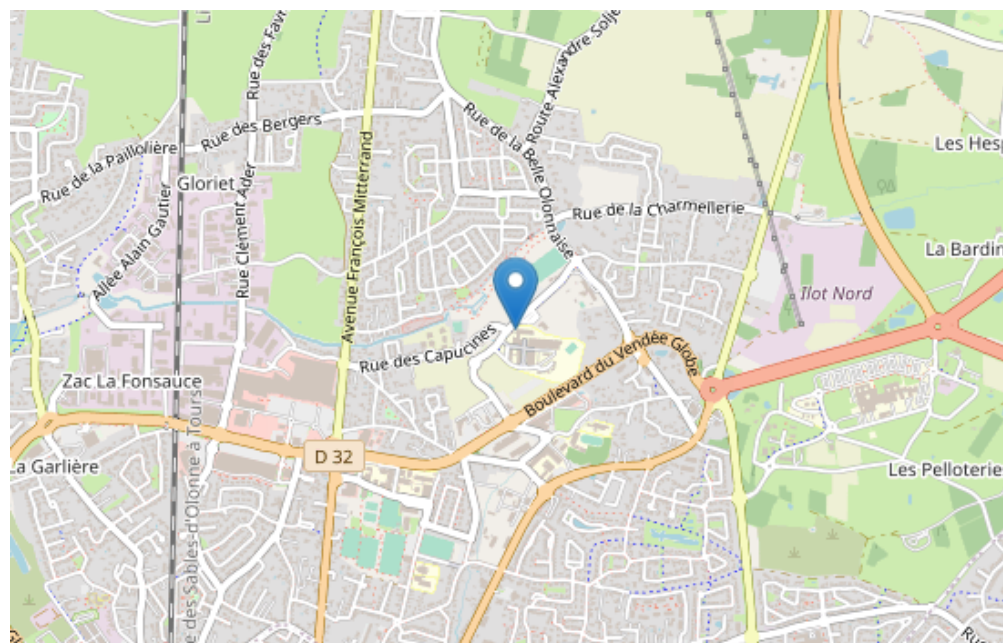 Rue des Favr
Route Alexandre Solje
Rue des Bergers
Rue de la Belle Olonnaise
Les Hesp
Rue de la Paillolière
Gloriet
Rue Clément Ader
Allée Alain Gautier
Avenue François Mitterrand
Rue de la Charmellerie
La Bardin
Ilot Nord
Rue des Capucines
Boulevard du Vendée Globe
Zac La Fonsauce
D 32
La Garlière
Les Pelloterie
e des Sables-d'Olonne à Tours
Ru